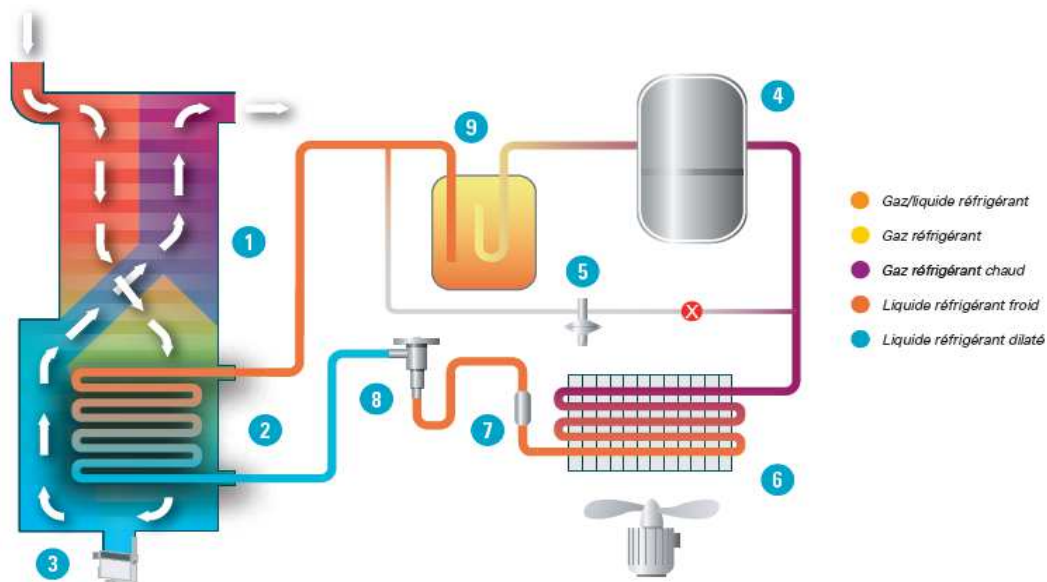 4
9
1
5
X
8
7
2
6
3
Gaz/liquide réfrigérant
Gaz réfrigérant
Gaz réfrigérant chaud
Liquide réfrigérant froid
Liquide réfrigérant dilaté